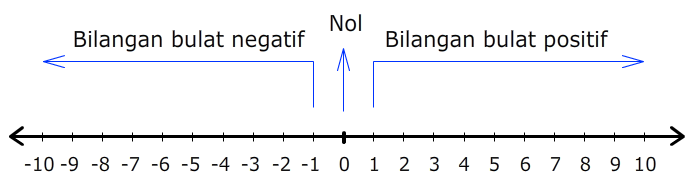 Nol
Bilangan bulat negatif
Bilangan bulat positif
-10 -9 -8 -7 -6 -5 -4 -3 -2 -1 0 1 2 3 4 5 6 7 8 9 10